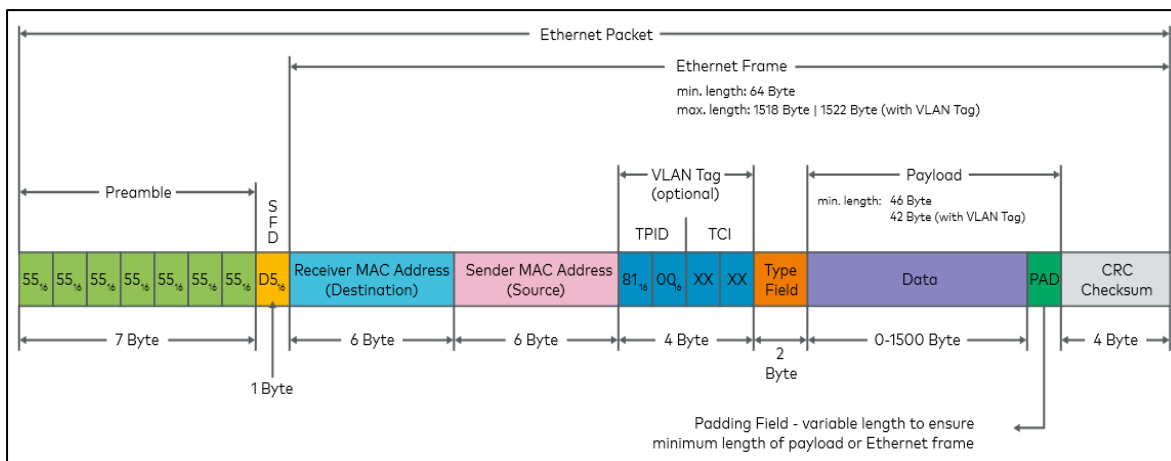 Ethernet Packet
Ethernet Frame
min. length: 64 Byte
max. length: 1518 Byte | 1522 Byte (with VLAN Tag)
Preamble
S
F
D
VLAN Tag
(optional)
Payload
min. length: 46 Byte
42 Byte (with VLAN Tag)
TPID TCI
55₁₆ 55₁₆ 55₁₆ 55₁₆ 55₁₆ 55₁₆ 55₁₆ D5₁₆ Receiver MAC Address Sender MAC Address 81₁₆ 00₁₆ XX XX Type Data PAD CRC
(Destination) (Source) Field Checksum
7 Byte 6 Byte 6 Byte 4 Byte 2 0-1500 Byte 4 Byte
Byte
1 Byte
Padding Field - variable length to ensure
minimum length of payload or Ethernet frame